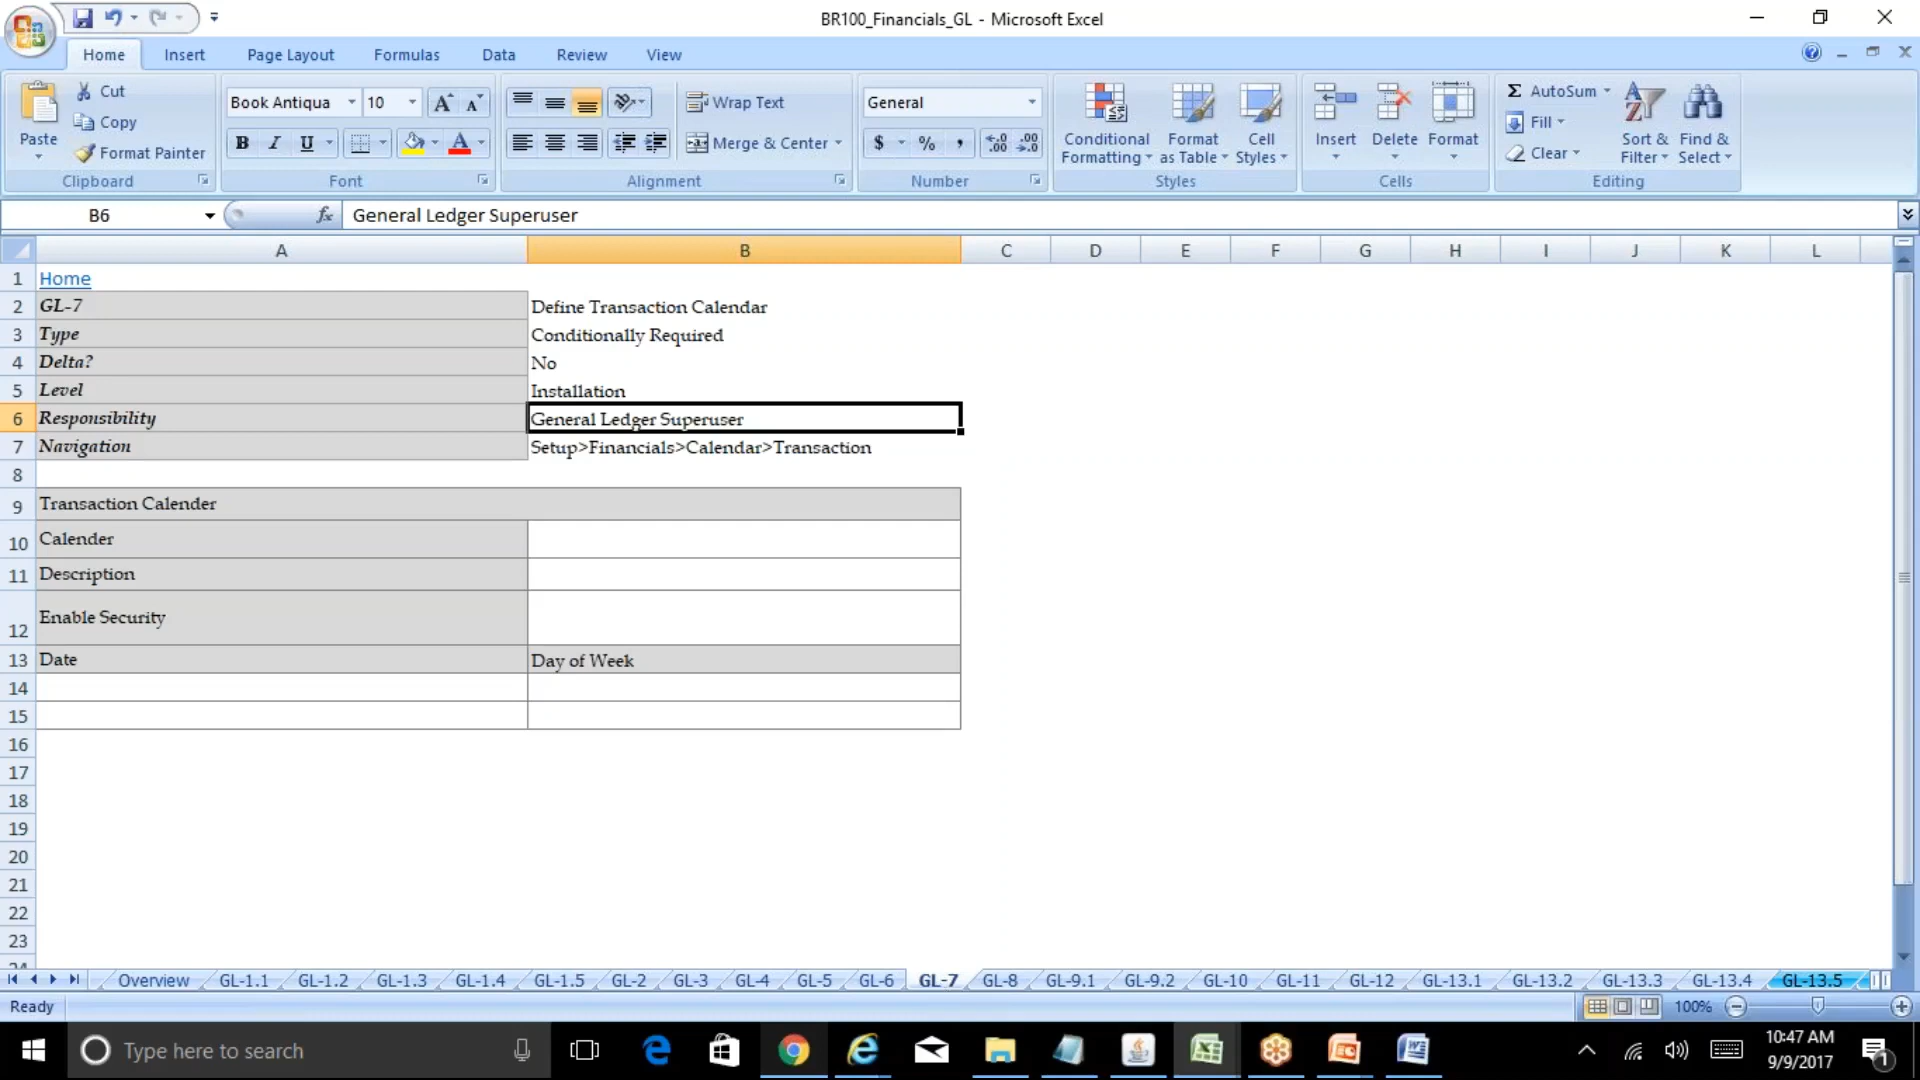 BR100_Financials_GL - Microsoft Excel
Home Insert Page Layout Formulas Data Review View
Paste
Cut
Copy
Format Painter
Clipboard
Book Antiqua 10
B I U A
Font
Wrap Text
Merge & Center
Alignment
General
$ % ,
Number
Conditional Formatting
Format as Table
Cell Styles
Styles
Insert Delete Format
Cells
Σ AutoSum
Fill
Clear
Sort & Filter
Find & Select
Editing
B6 fx General Ledger Superuser
A B C D E F G H I J K L
1 Home
2 GL-7 Define Transaction Calendar
3 Type Conditionally Required
4 Delta? No
5 Level Installation
6 Responsibility General Ledger Superuser
7 Navigation Setup>Financials>Calendar>Transaction
8
9 Transaction Calender
10 Calender
11 Description
12 Enable Security
13 Date Day of Week
14
15
16
17
18
19
20
21
22
23
Overview GL-1.1 GL-1.2 GL-1.3 GL-1.4 GL-1.5 GL-2 GL-3 GL-4 GL-5 GL-6 GL-7 GL-8 GL-9.1 GL-9.2 GL-10 GL-11 GL-12 GL-13.1 GL-13.2 GL-13.3 GL-13.4 GL-13.5
Ready 100%
Type here to search
10:47 AM
9/9/2017
1